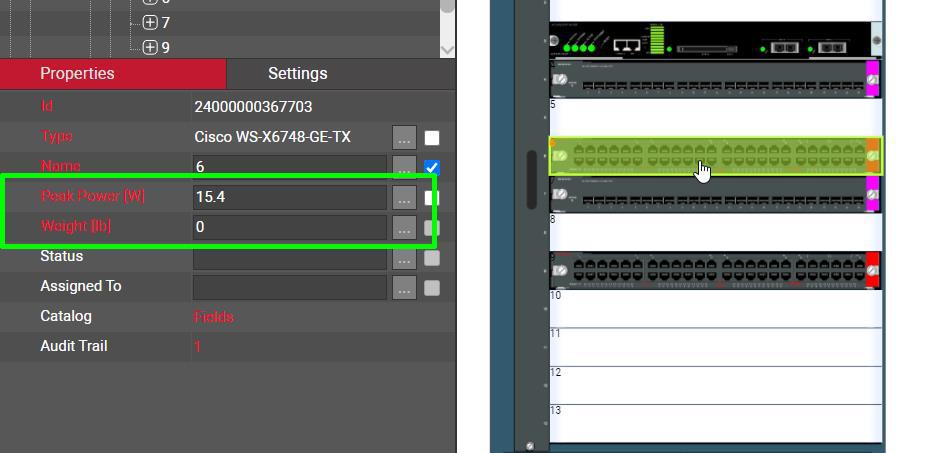 7
9
Properties
Settings
Id
24000000367703
Type
Cisco WS-X6748-GE-TX
...
Name
6
...
Peak Power [W]
15.4
...
Weight [lb]
0
...
Status
...
Assigned To
...
Catalog
Fields
Audit Trail
1
5
8
10
11
12
13